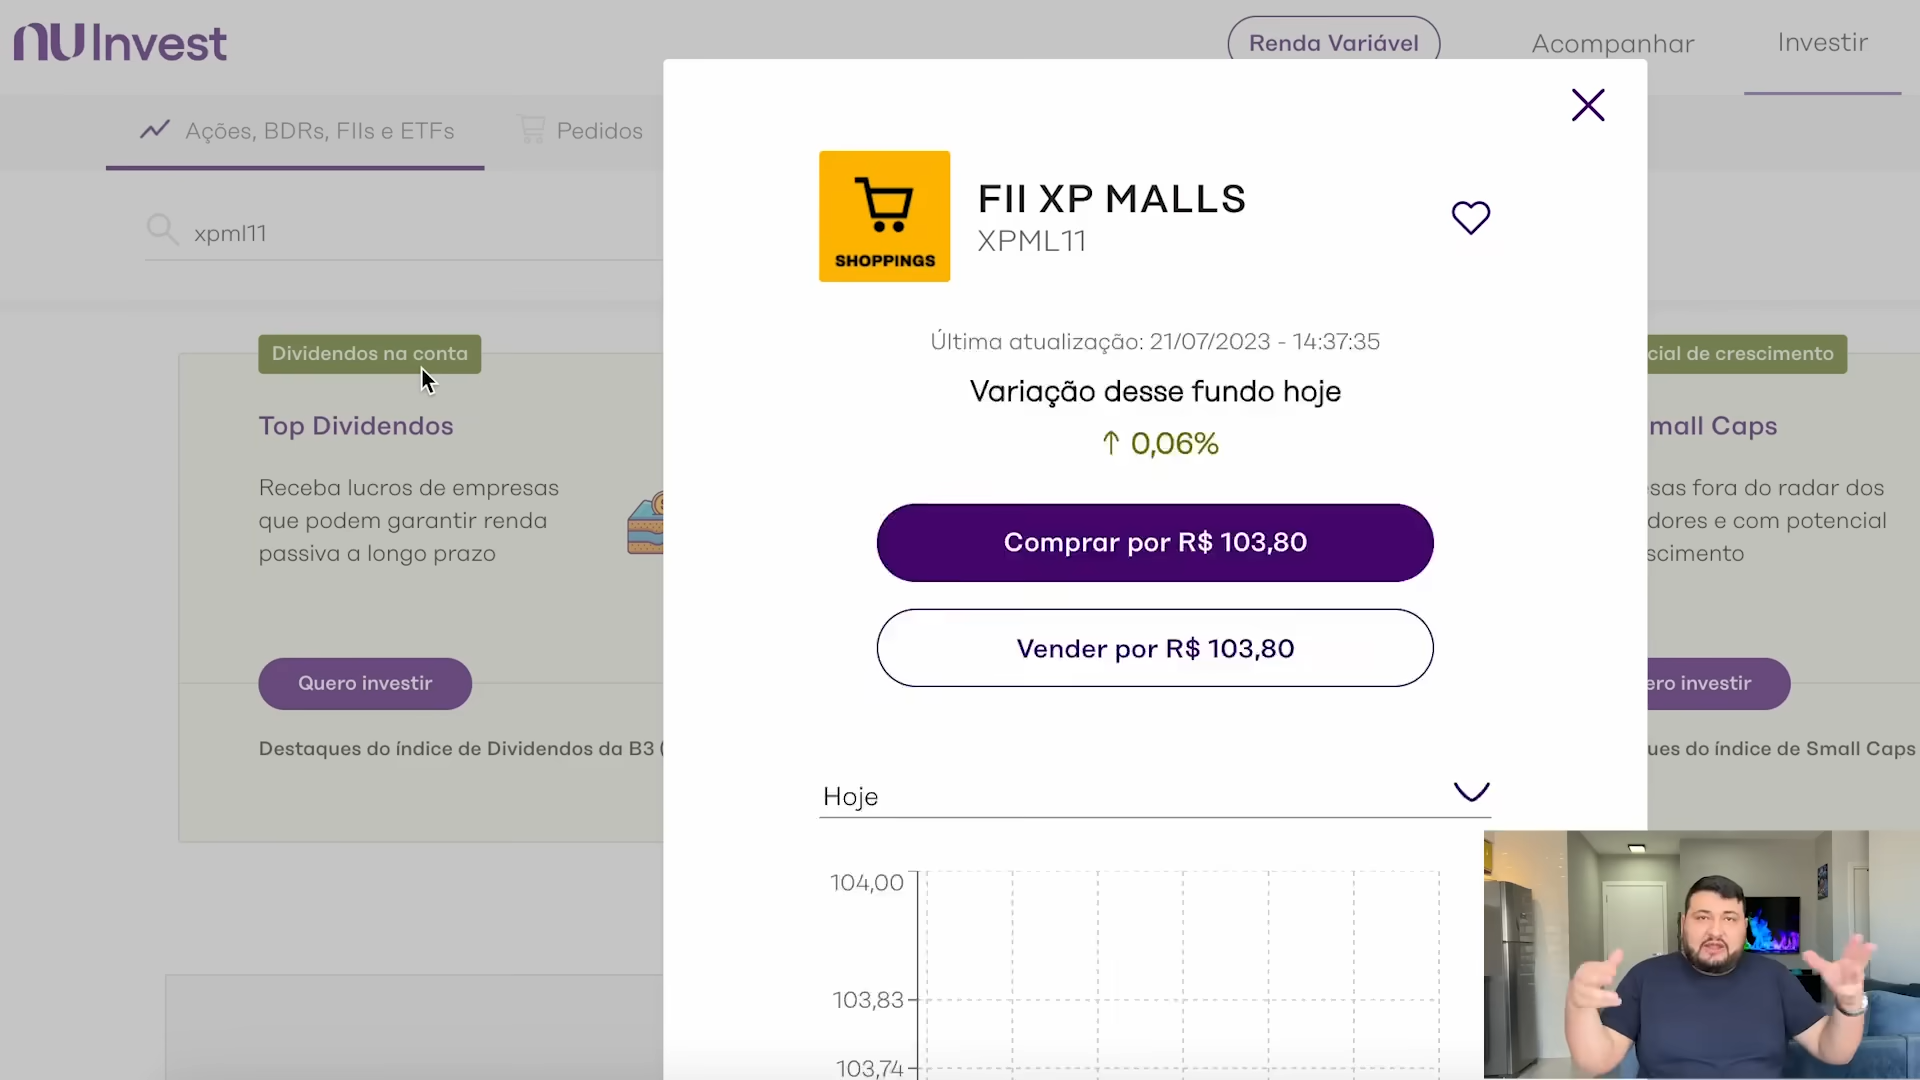 nuInvest
Renda Variável
Acompanhar
Investir
Ações, BDRs, FIIs e ETFs
Pedidos
xpml11
SHOPPINGS
FII XP MALLS
XPML11
Última atualização: 21/07/2023 - 14:37:35
Variação desse fundo hoje
↑ 0,06%
Comprar por R$ 103,80
Vender por R$ 103,80
Hoje
104,00
103,83
103,74
Dividendos na conta
Top Dividendos
Receba lucros de empresas
que podem garantir renda
passiva a longo prazo
Quero investir
Destaques do índice de Dividendos da B3 (
cial de crescimento
mall Caps
sas fora do radar dos
dores e com potencial
scimento
ero investir
ues do índice de Small Caps